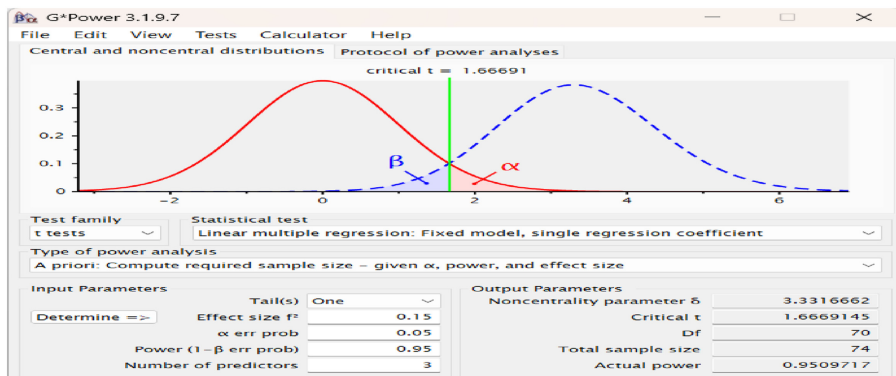 βα G*Power 3.1.9.7
File Edit View Tests Calculator Help
Central and noncentral distributions Protocol of power analyses
critical t = 1.66691
0.3
0.2
0.1
0
β α
-2 0 2 4 6
Test family Statistical test
t tests Linear multiple regression: Fixed model, single regression coefficient
Type of power analysis
A priori: Compute required sample size – given α, power, and effect size
Input Parameters Output Parameters
Tail(s) One Noncentrality parameter δ 3.3316662
Determine => Effect size f² 0.15 Critical t 1.6669145
α err prob 0.05 Df 70
Power (1-β err prob) 0.95 Total sample size 74
Number of predictors 3 Actual power 0.9509717